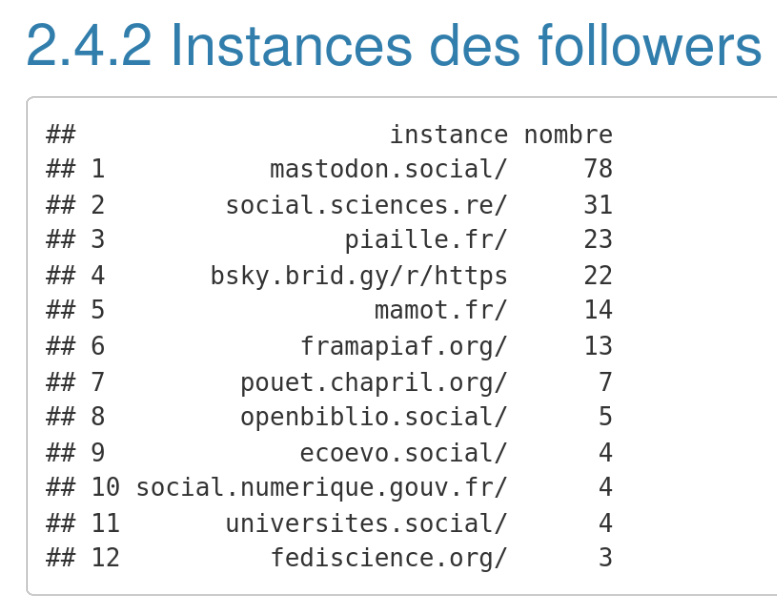 2.4.2 Instances des followers
##                     instance nombre
## 1           mastodon.social/     78
## 2        social.sciences.re/     31
## 3                piaille.fr/     23
## 4       bsky.brid.gy/r/https     22
## 5                  mamot.fr/     14
## 6             framapiaf.org/     13
## 7         pouet.chapril.org/      7
## 8         openbiblio.social/      5
## 9             ecoevo.social/      4
## 10 social.numerique.gouv.fr/      4
## 11       universites.social/      4
## 12          fediscience.org/      3